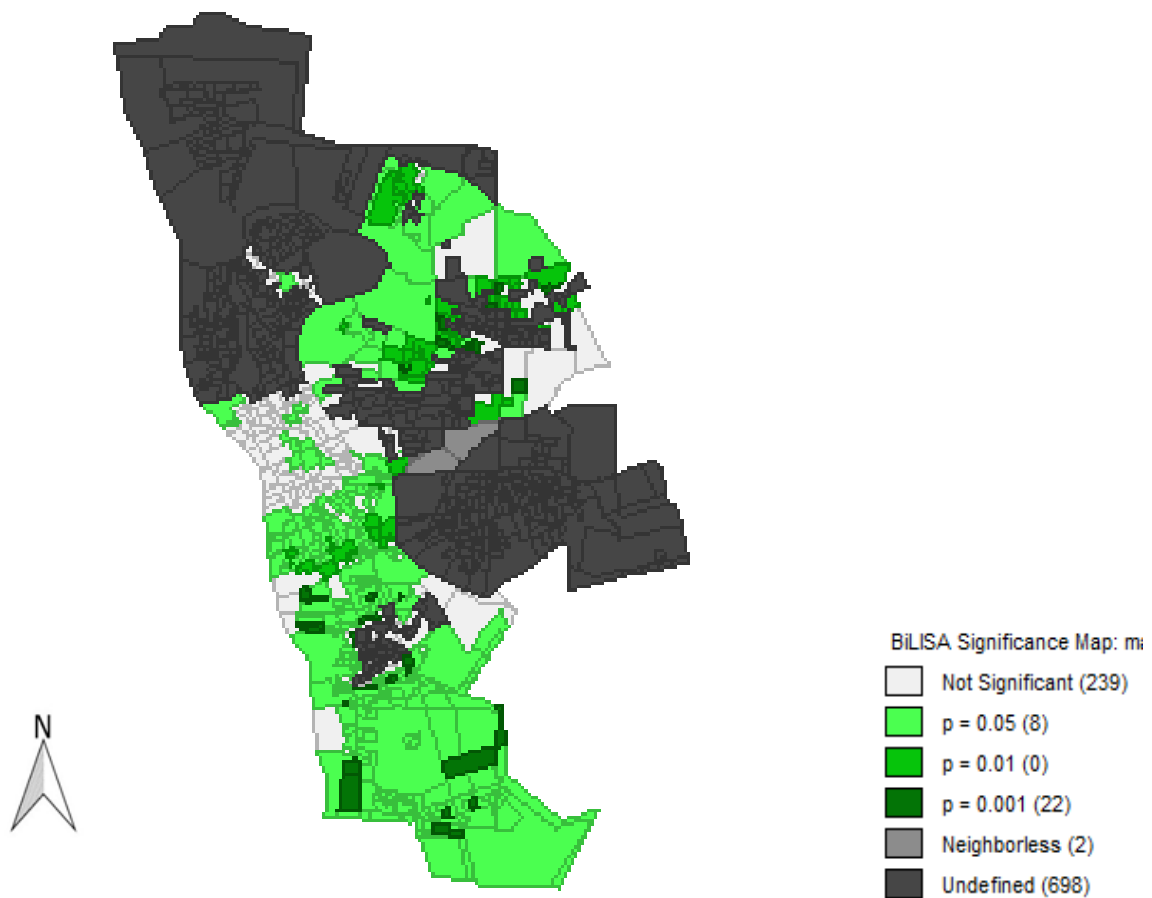 BiLISA Significance Map: ma
Not Significant (239)
p = 0.05 (8)
p = 0.01 (0)
p = 0.001 (22)
Neighborless (2)
Undefined (698)
N